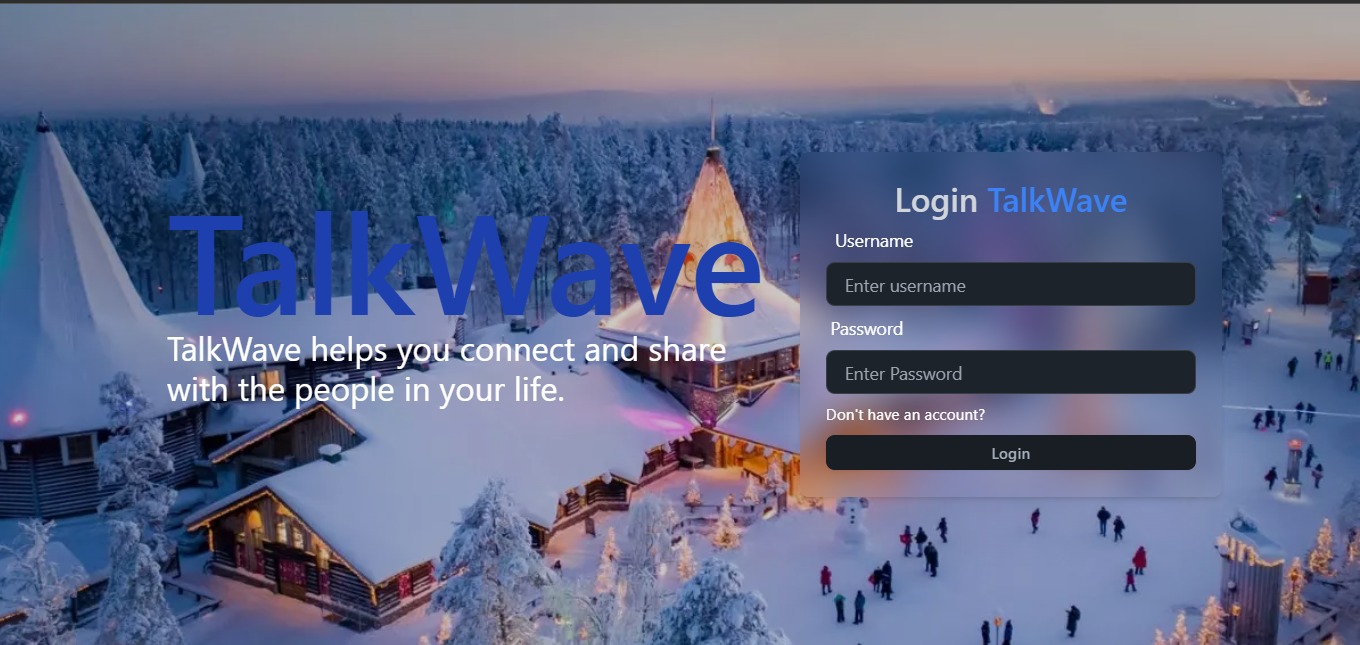 TalkWave
TalkWave helps you connect and share
with the people in your life.
Login TalkWave
Username
Enter username
Password
Enter Password
Don't have an account?
Login